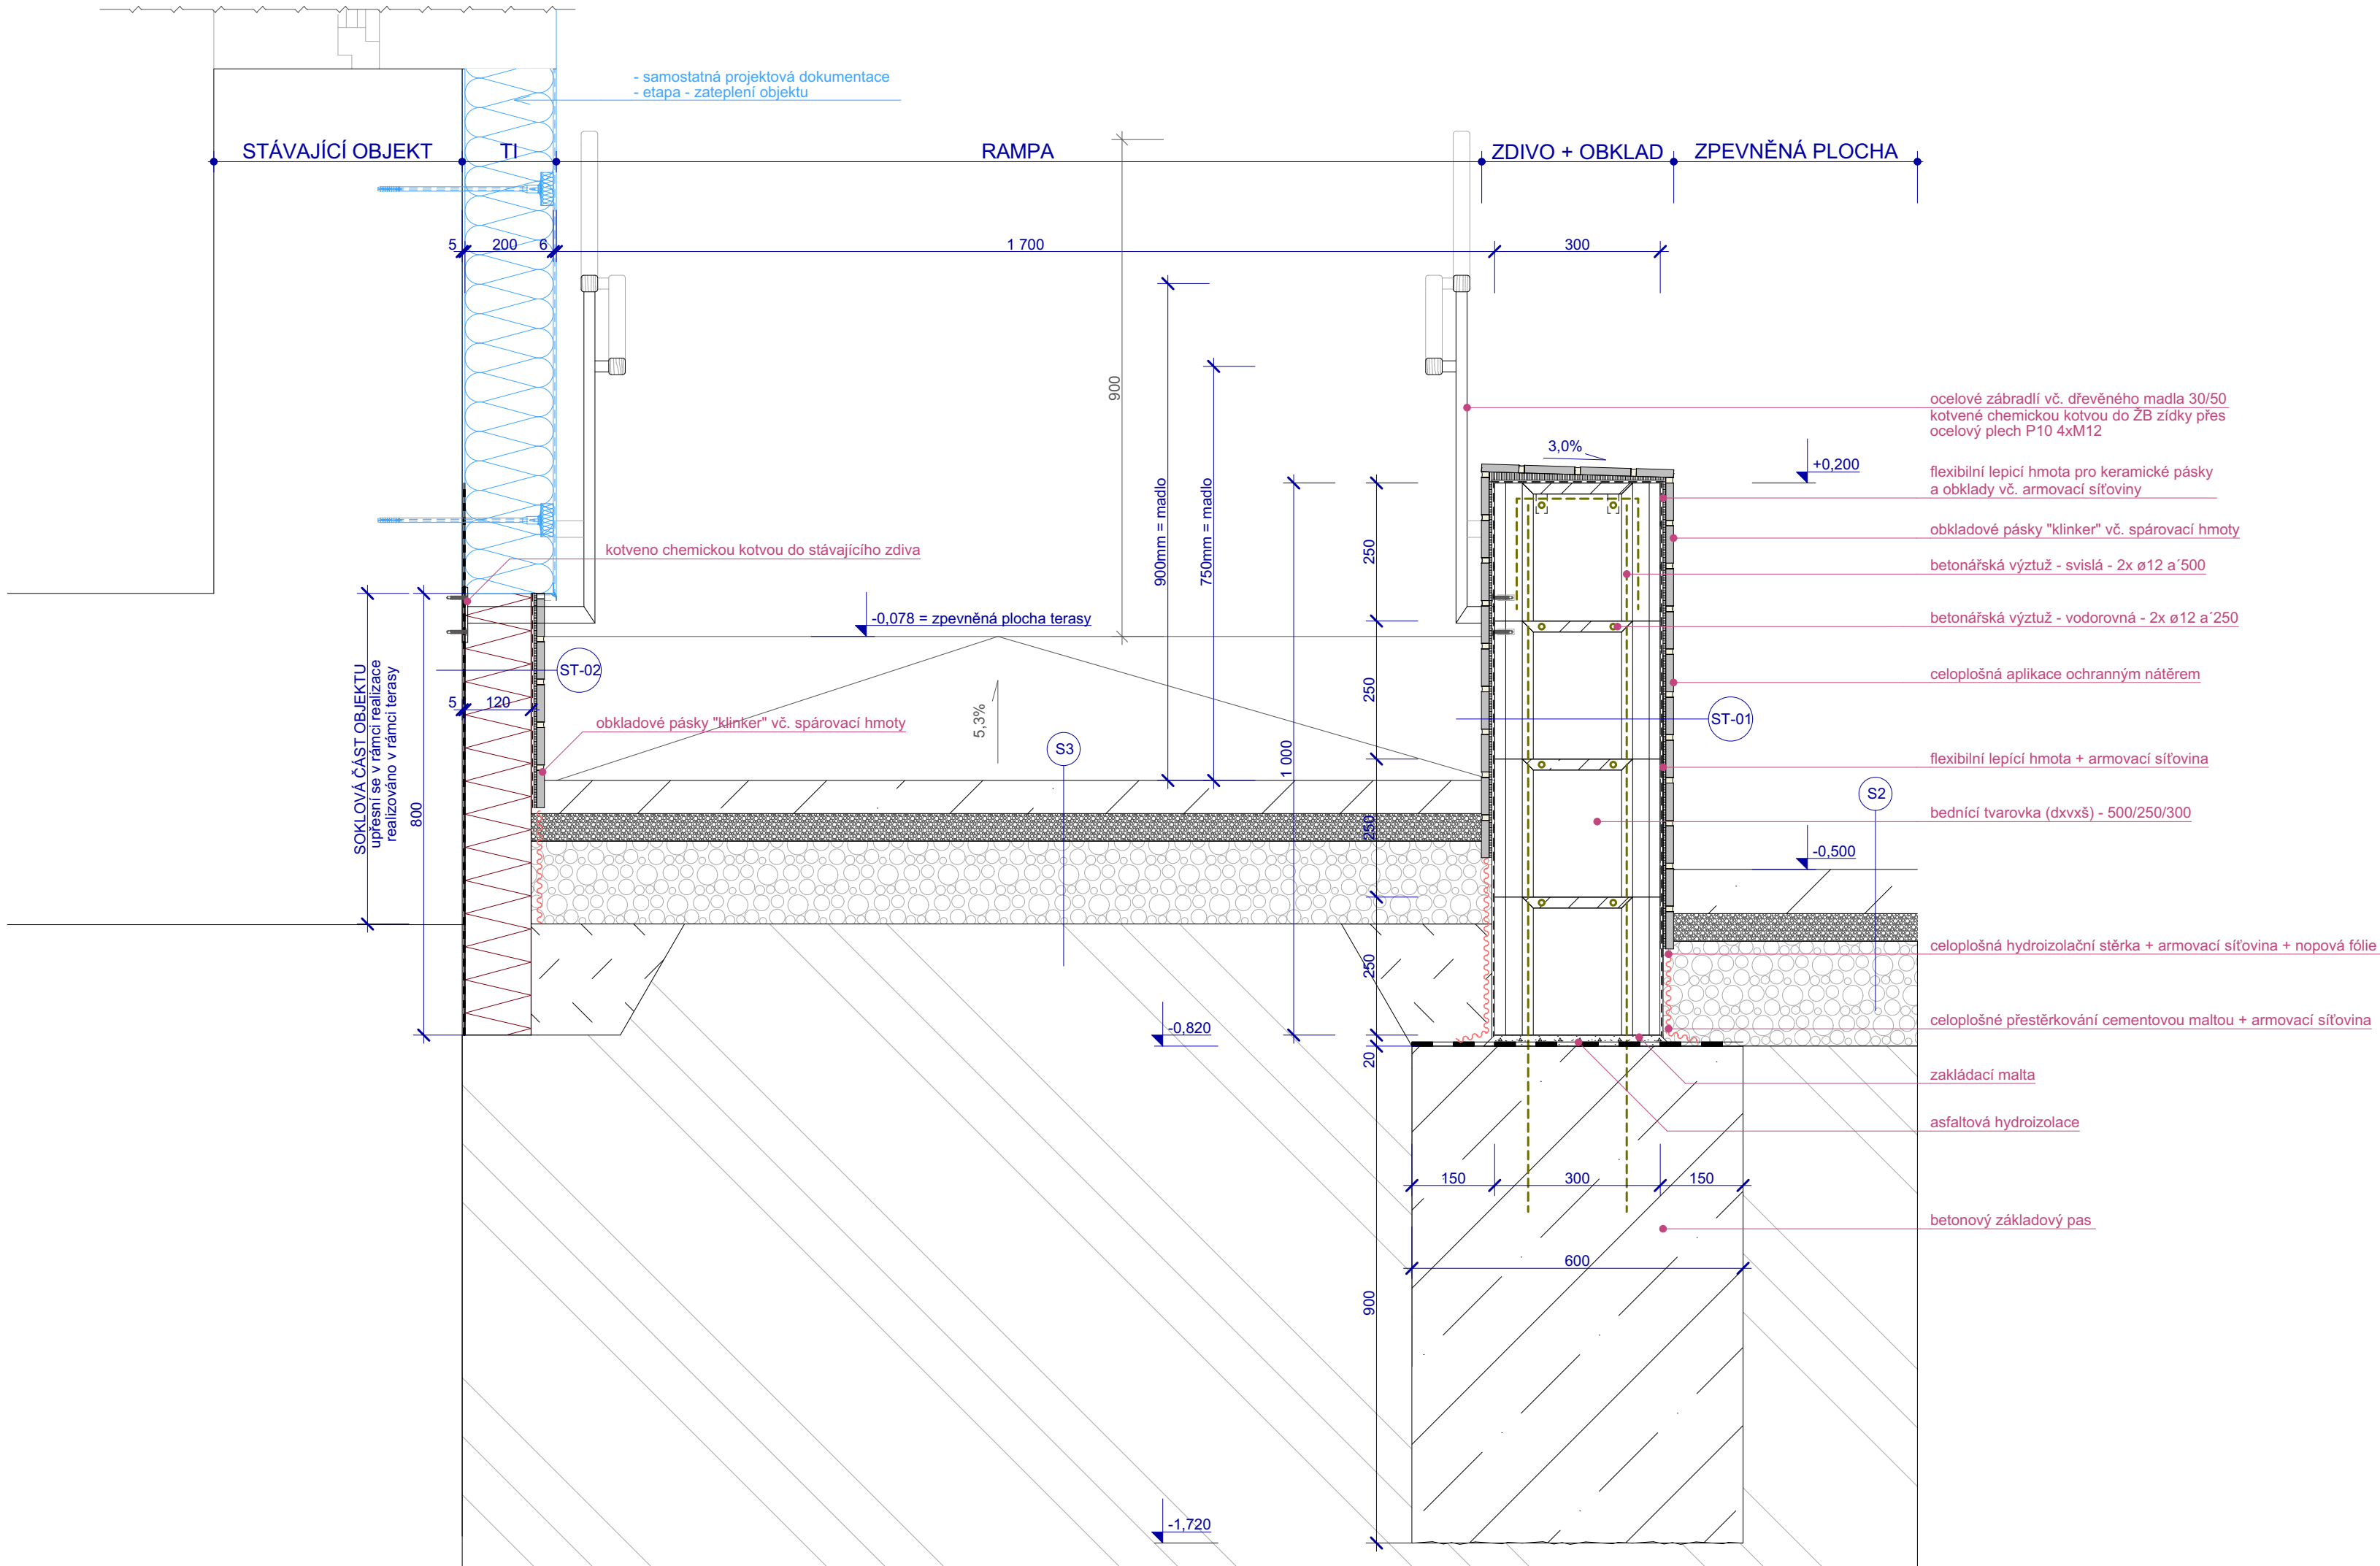 - samostatná projektová dokumentace
- etapa - zateplení objektu
STÁVAJÍCÍ OBJEKT
TI
RAMPA
ZDIVO + OBKLAD
ZPEVNĚNÁ PLOCHA
5
200
6
1 700
300
900
ocelové zábradlí vč. dřevěného madla 30/50
kotvené chemickou kotvou do ŽB zídky přes
ocelový plech P10 4xM12
3,0%
+0,200
flexibilní lepicí hmota pro keramické pásky
a obklady vč. armovací síťoviny
900mm = madlo
750mm = madlo
obkladové pásky "klinker" vč. spárovací hmoty
kotveno chemickou kotvou do stávajícího zdiva
250
betonářská výztuž - svislá - 2x ø12 a´500
-0,078 = zpevněná plocha terasy
betonářská výztuž - vodorovná - 2x ø12 a´250
ST-02
celoplošná aplikace ochranným nátěrem
SOKLOVÁ ČÁST OBJEKTU
upřesní se v rámci realizace
realizováno v rámci terasy
5
120
250
obkladové pásky "klinker" vč. spárovací hmoty
5,3%
ST-01
S3
1 000
flexibilní lepící hmota + armovací síťovina
S2
800
250
bednící tvarovka (dxvxš) - 500/250/300
-0,500
celoplošná hydroizolační stěrka + armovací síťovina + nopová fólie
250
-0,820
celoplošné přestěrkování cementovou maltou + armovací síťovina
20
zakládací malta
asfaltová hydroizolace
150
300
150
betonový základový pas
600
900
-1,720